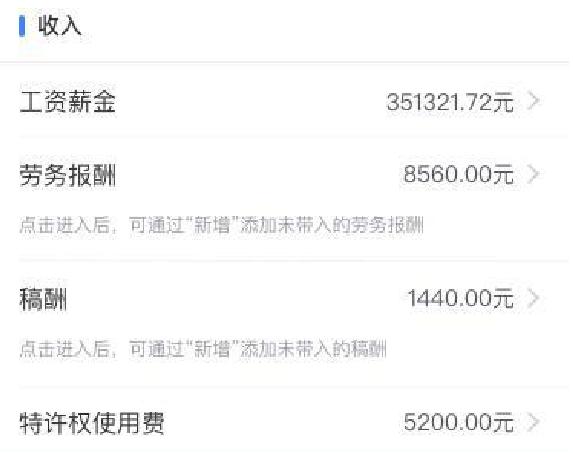 收入
工资薪金 351321.72元
劳务报酬 8560.00元
点击进入后，可通过“新增”添加未带入的劳务报酬
稿酬 1440.00元
点击进入后，可通过“新增”添加未带入的稿酬
特许权使用费 5200.00元